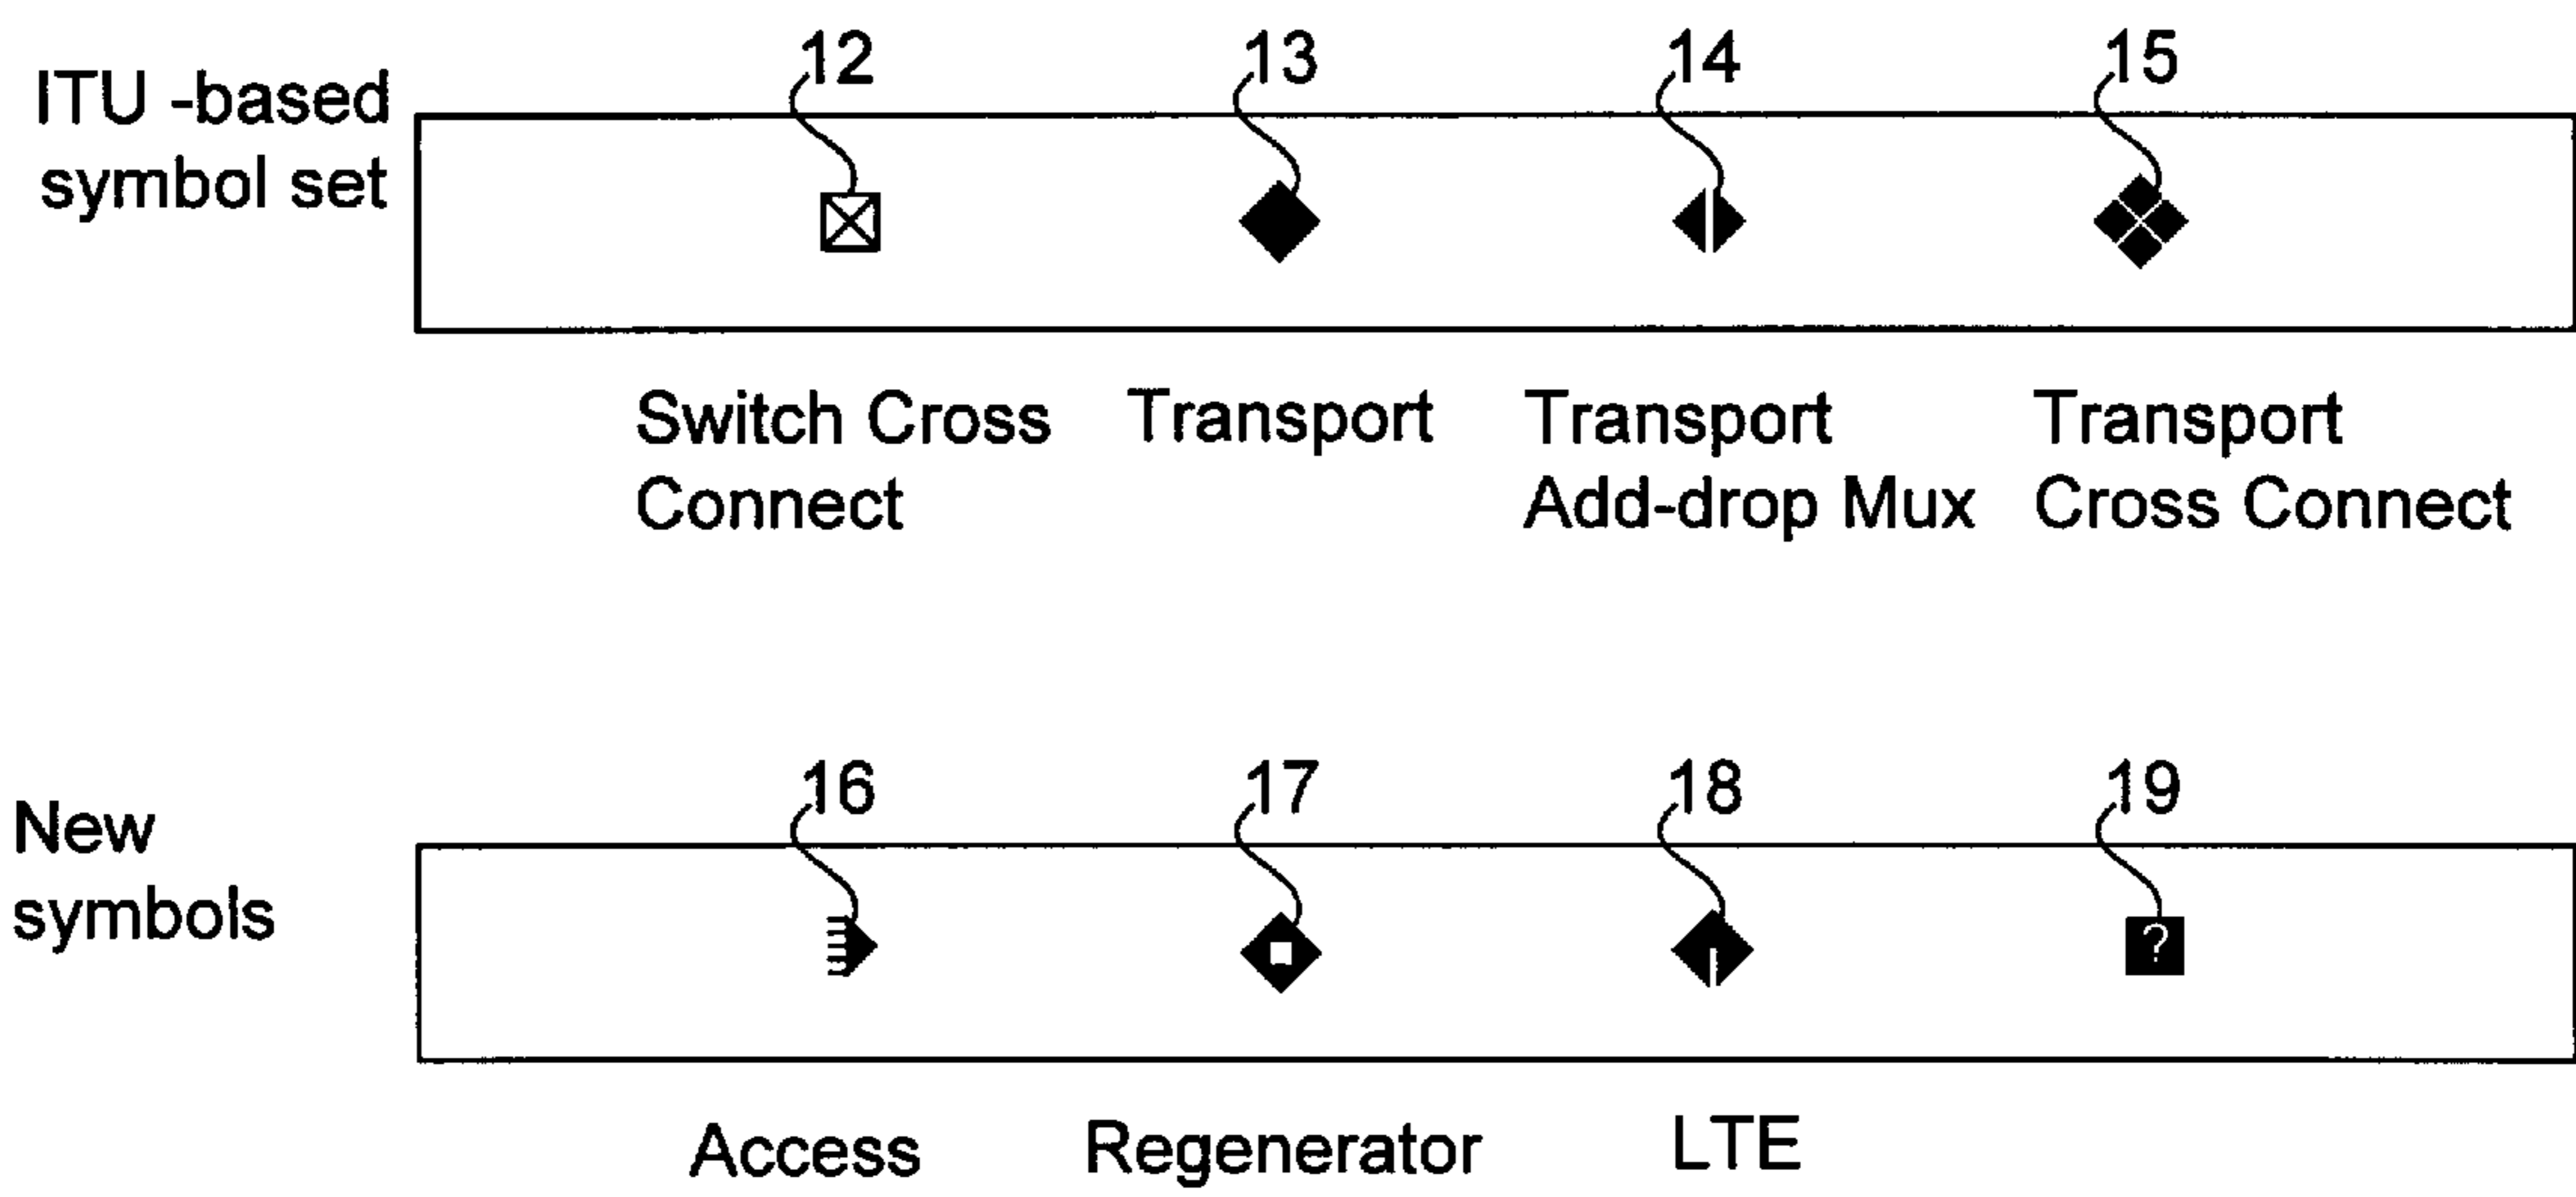 12 13 14 15
ITU -based
symbol set
Switch Cross Transport Transport Transport
Connect Add-drop Mux Cross Connect
16 17 18 19
New
symbols
?
Access Regenerator LTE